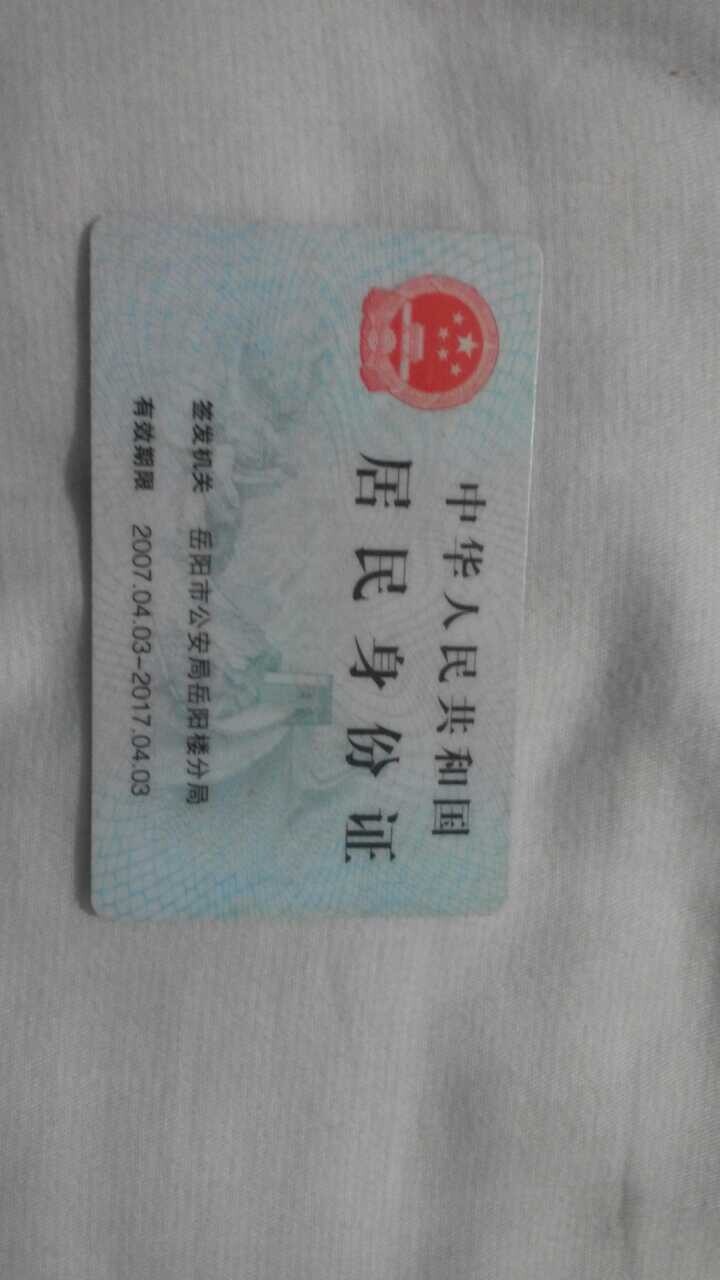 中华人民共和国
居民身份证
签发机关 岳阳市公安局岳阳楼分局
有效期限 2007.04.03-2017.04.03